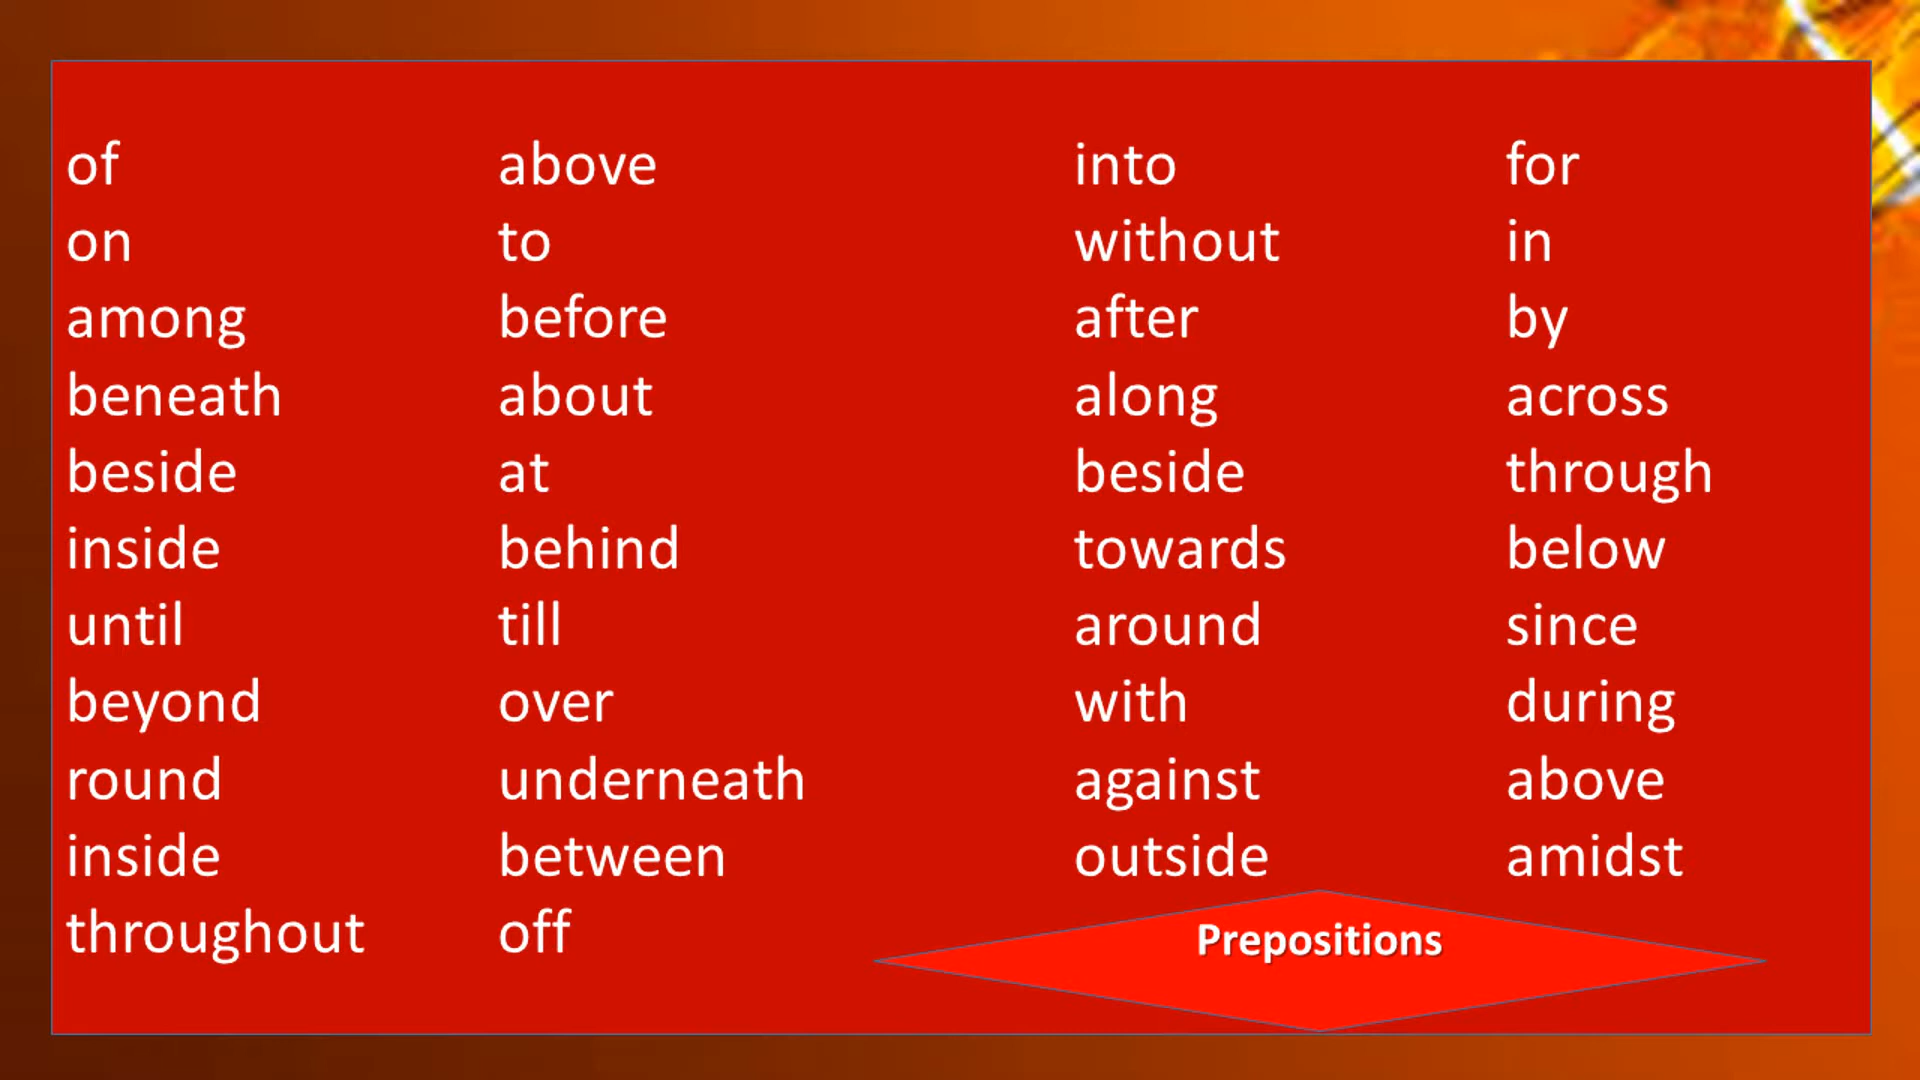 of above into for
on to without in
among before after by
beneath about along across
beside at beside through
inside behind towards below
until till around since
beyond over with during
round underneath against above
inside between outside amidst
throughout off
Prepositions